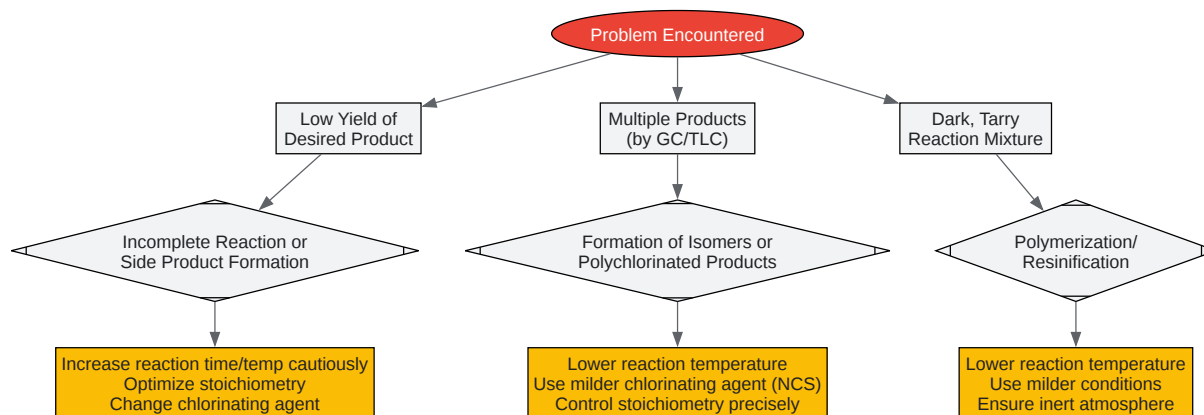 Problem Encountered
Low Yield of
Desired Product
Multiple Products
(by GC/TLC)
Dark, Tarry
Reaction Mixture
Incomplete Reaction or
Side Product Formation
Formation of Isomers or
Polychlorinated Products
Polymerization/
Resinification
Increase reaction time/temp cautiously
Optimize stoichiometry
Change chlorinating agent
Lower reaction temperature
Use milder chlorinating agent (NCS)
Control stoichiometry precisely
Lower reaction temperature
Use milder conditions
Ensure inert atmosphere